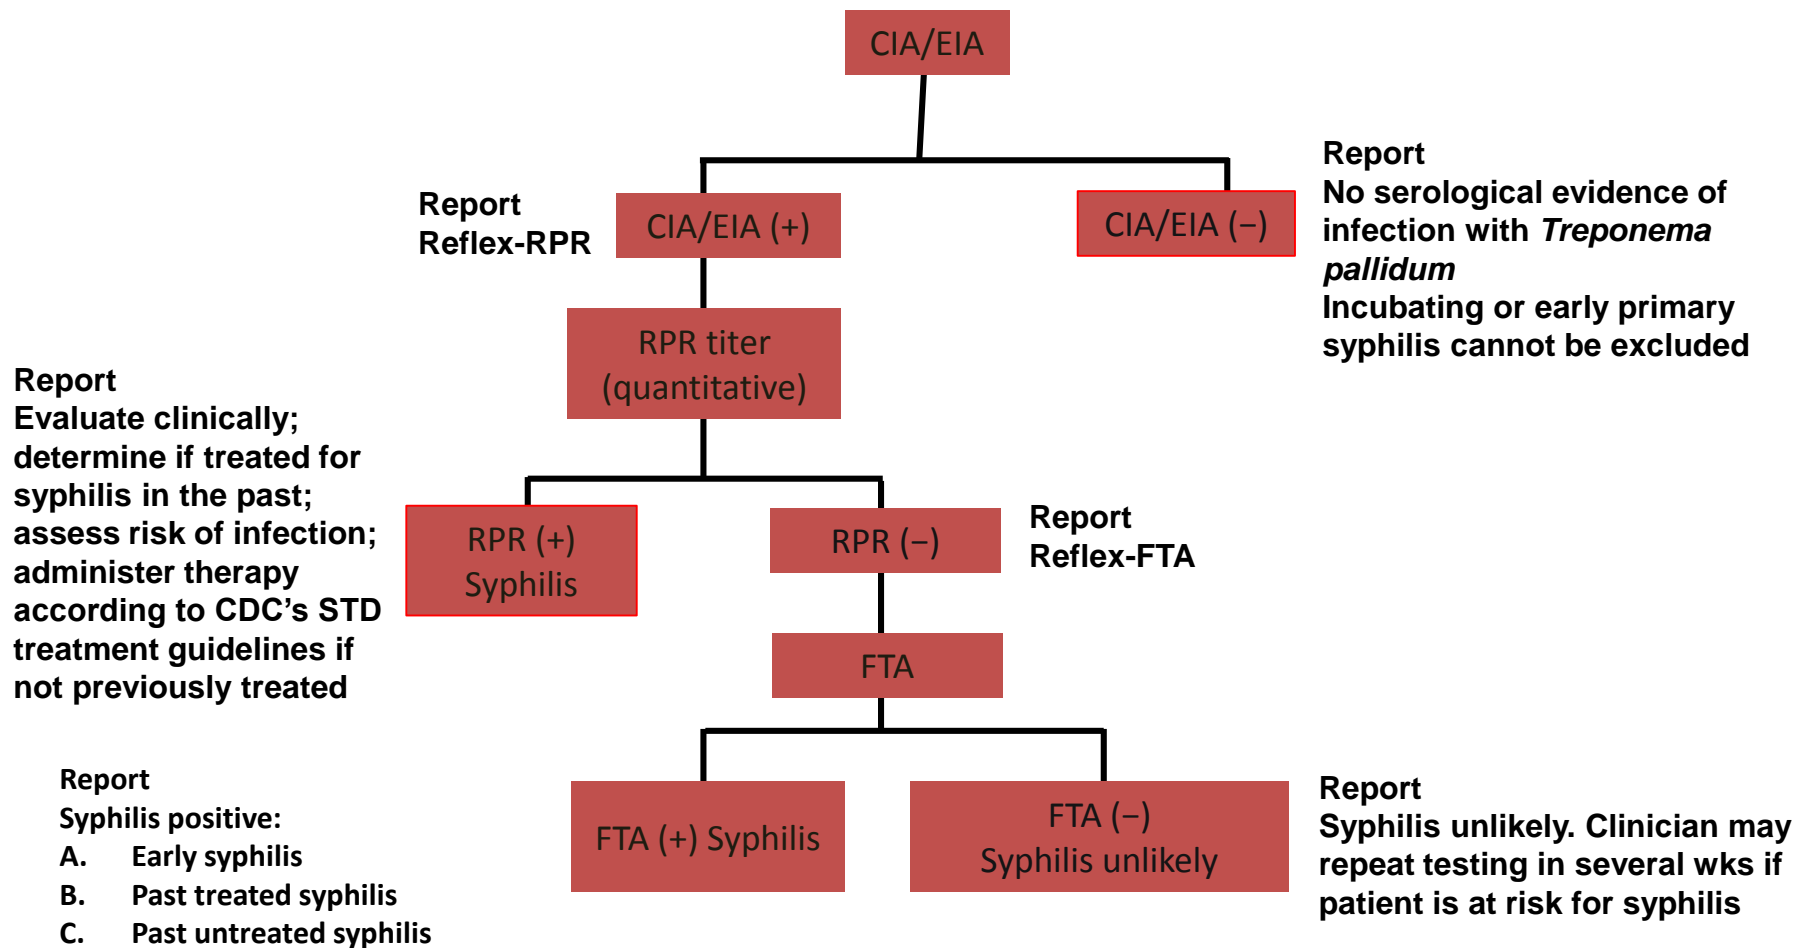 CIA/EIA
Report
Reflex-RPR
CIA/EIA (+)
CIA/EIA (−)
Report
No serological evidence of
infection with Treponema
pallidum
Incubating or early primary
syphilis cannot be excluded
RPR titer
(quantitative)
Report
Evaluate clinically;
determine if treated for
syphilis in the past;
assess risk of infection;
administer therapy
according to CDC’s STD
treatment guidelines if
not previously treated
RPR (+)
Syphilis
RPR (−)
Report
Reflex-FTA
FTA
Report
Syphilis positive:
A. Early syphilis
B. Past treated syphilis
C. Past untreated syphilis
FTA (+) Syphilis
FTA (−)
Syphilis unlikely
Report
Syphilis unlikely. Clinician may
repeat testing in several wks if
patient is at risk for syphilis